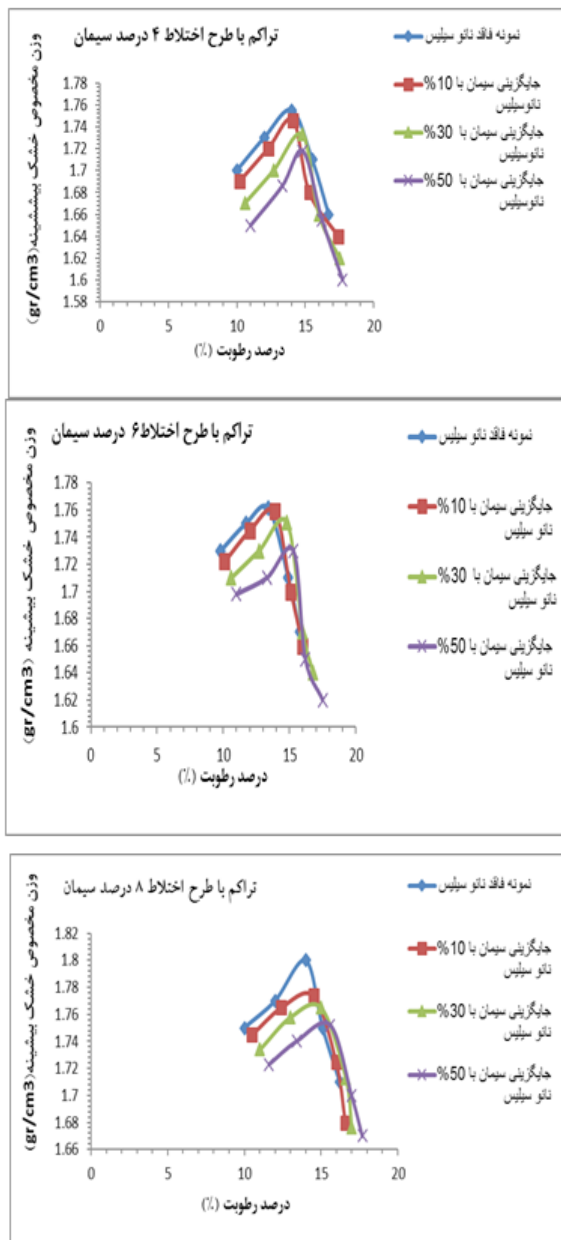 تراکم با طرح اختلاط ۴ درصد سیمان
وزن مخصوص خشک بیششینه(gr/cm3)
1.78
1.76
1.74
1.72
1.7
1.68
1.66
1.64
1.62
1.6
1.58
0 5 10 15 20
درصد رطوبت (٪)
نمونه فاقد نانو سیلیس
جایگزینی سیمان با 10%
نانوسیلیس
جایگزینی سیمان با 30%
نانوسیلیس
جایگزینی سیمان با 50%
نانوسیلیس
تراکم با طرح اختلاط۶ درصد سیمان
وزن مخصوص خشک بیشینه (gr/cm3)
1.78
1.76
1.74
1.72
1.7
1.68
1.66
1.64
1.62
1.6
0 5 10 15 20
درصد رطوبت (٪)
نمونه فاقد نانو سیلیس
جایگزینی سیمان با 10%
نانو سیلیس
جایگزینی سیمان با 30%
نانو سیلیس
جایگزینی سیمان با 50%
نانو سیلیس
تراکم با طرح اختلاط ۸ درصد سیمان
وزن مخصوص خشک بیشینه(gr/cm3)
1.82
1.8
1.78
1.76
1.74
1.72
1.7
1.68
1.66
0 5 10 15 20
درصد رطوبت (٪)
نمونه فاقد نانو سیلیس
جایگزینی سیمان با 10%
نانو سیلیس
جایگزینی سیمان با 30%
نانو سیلیس
جایگزینی سیمان با 50%
نانو سیلیس